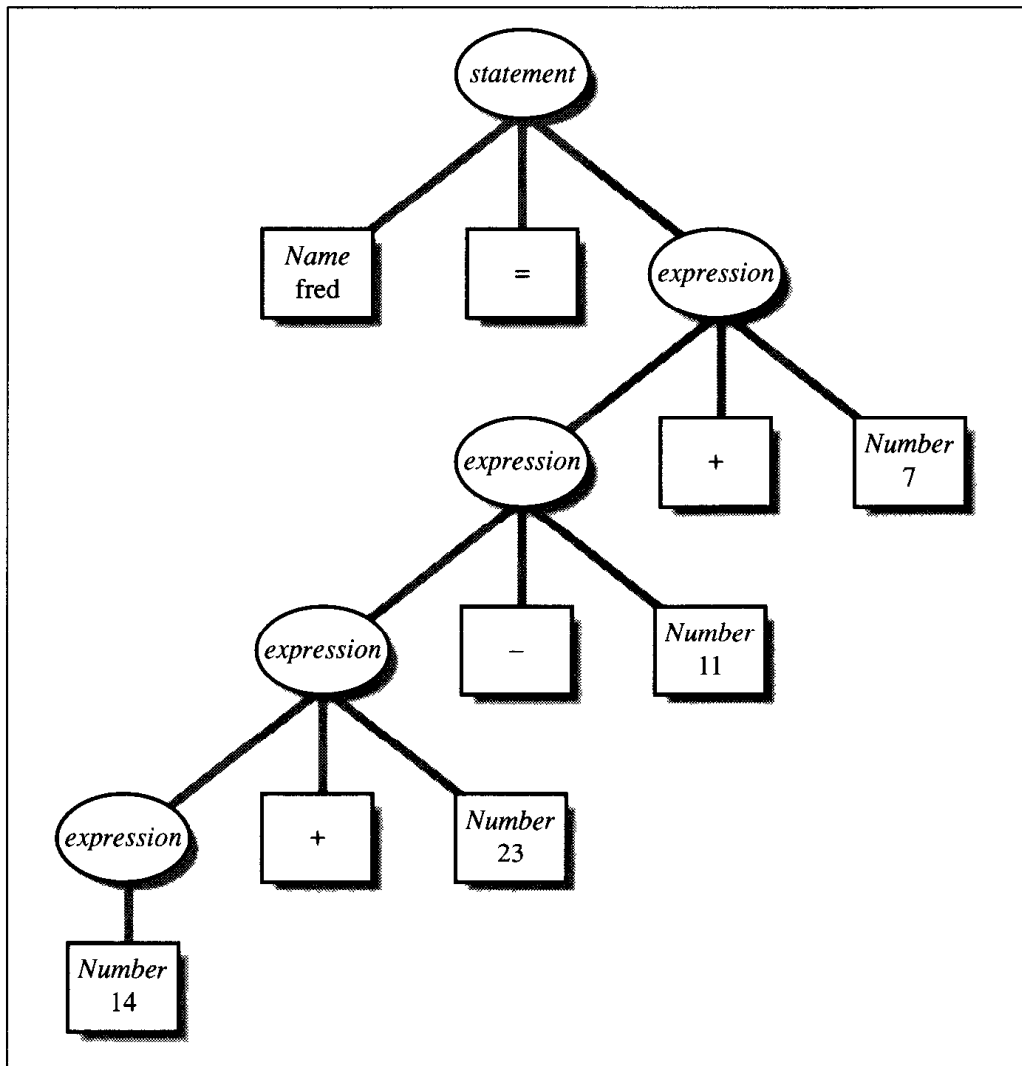 statement
Name
fred
=
expression
expression
+
Number
7
expression
–
Number
11
expression
+
Number
23
Number
14